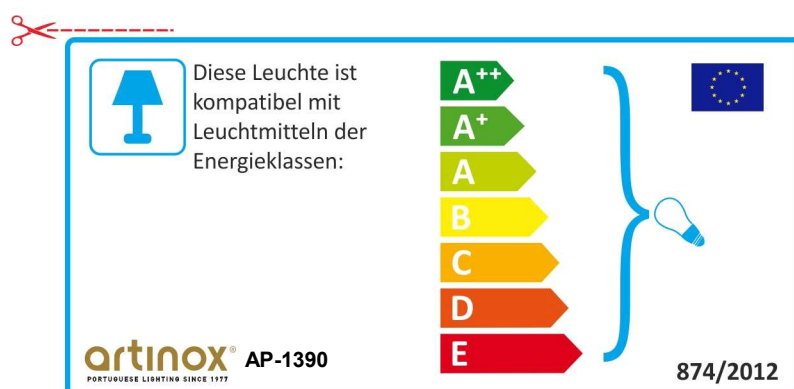 Diese Leuchte ist
kompatibel mit
Leuchtmitteln der
Energieklassen:
A++
A+
A
B
C
D
E
artinox® AP-1390
PORTUGUESE LIGHTING SINCE 1977
874/2012